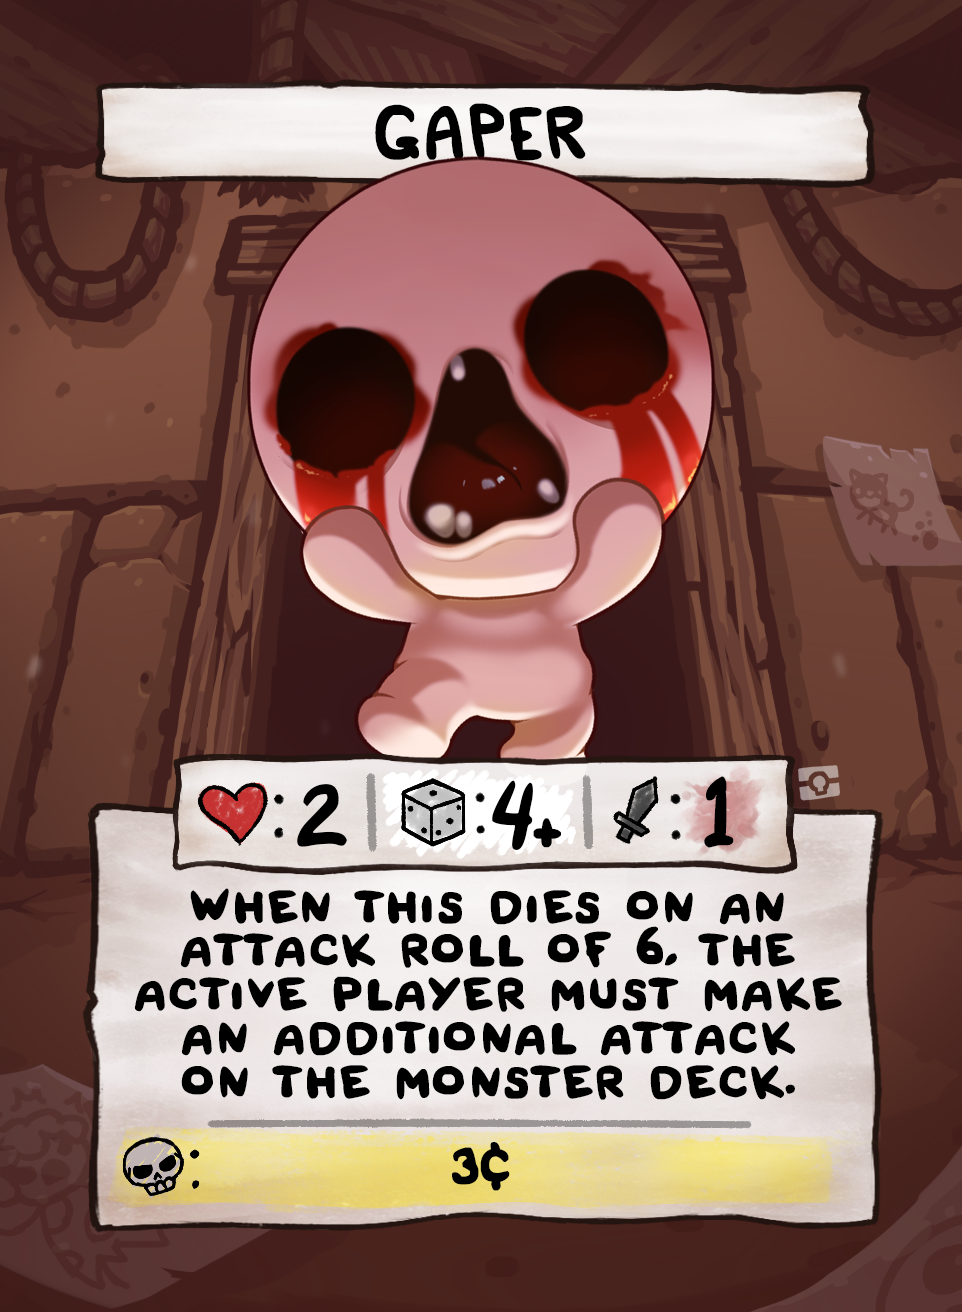 GAPER
: 2 : 4+ : 1
WHEN THIS DIES ON AN
ATTACK ROLL OF 6, THE
ACTIVE PLAYER MUST MAKE
AN ADDITIONAL ATTACK
ON THE MONSTER DECK.
: 3¢